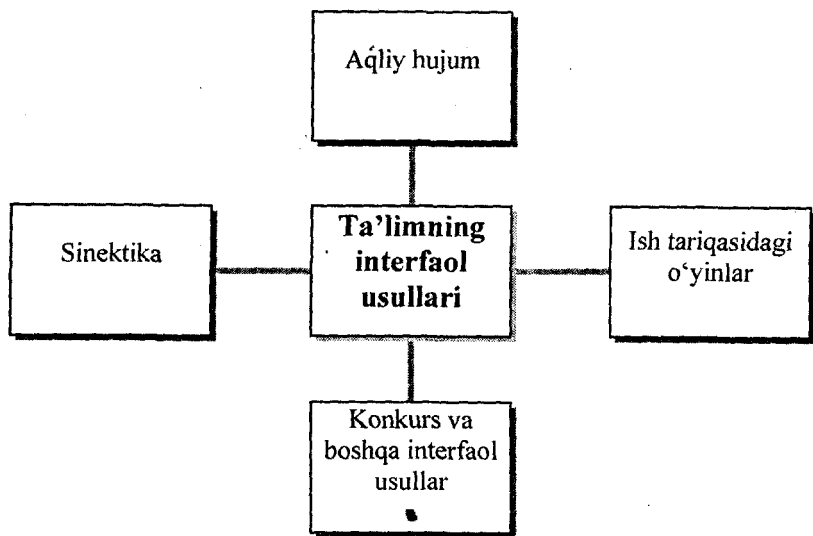 Aqliy hujum
Sinektika
Ta’limning
interfaol
usullari
Ish tariqasidagi
o‘yinlar
Konkurs va
boshqa interfaol
usullar